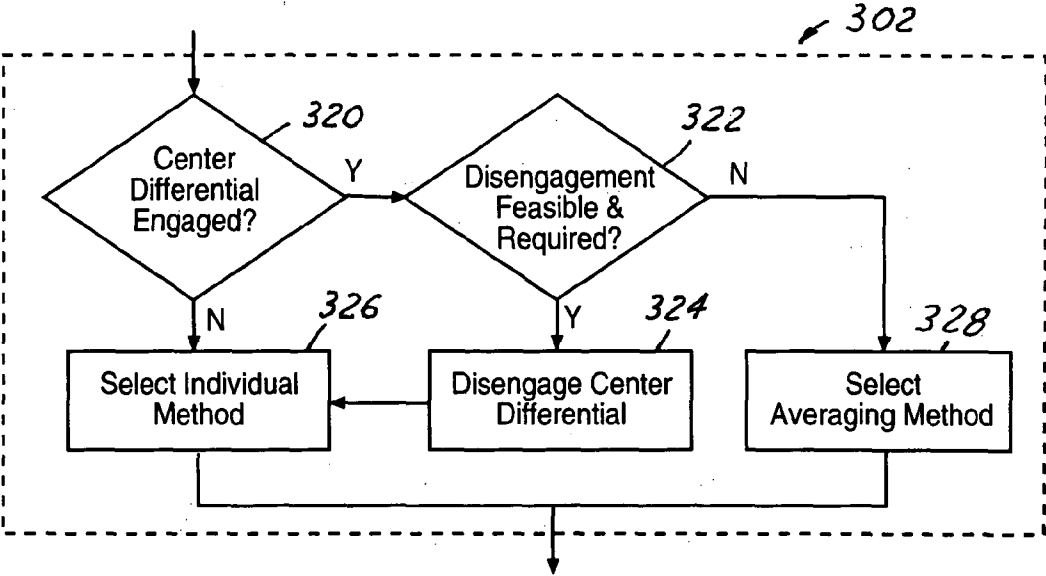 302
320
Center
Differential
Engaged?
Y
322
Disengagement
Feasible &
Required?
N
N
326
Select Individual
Method
Y
324
Disengage Center
Differential
328
Select
Averaging Method